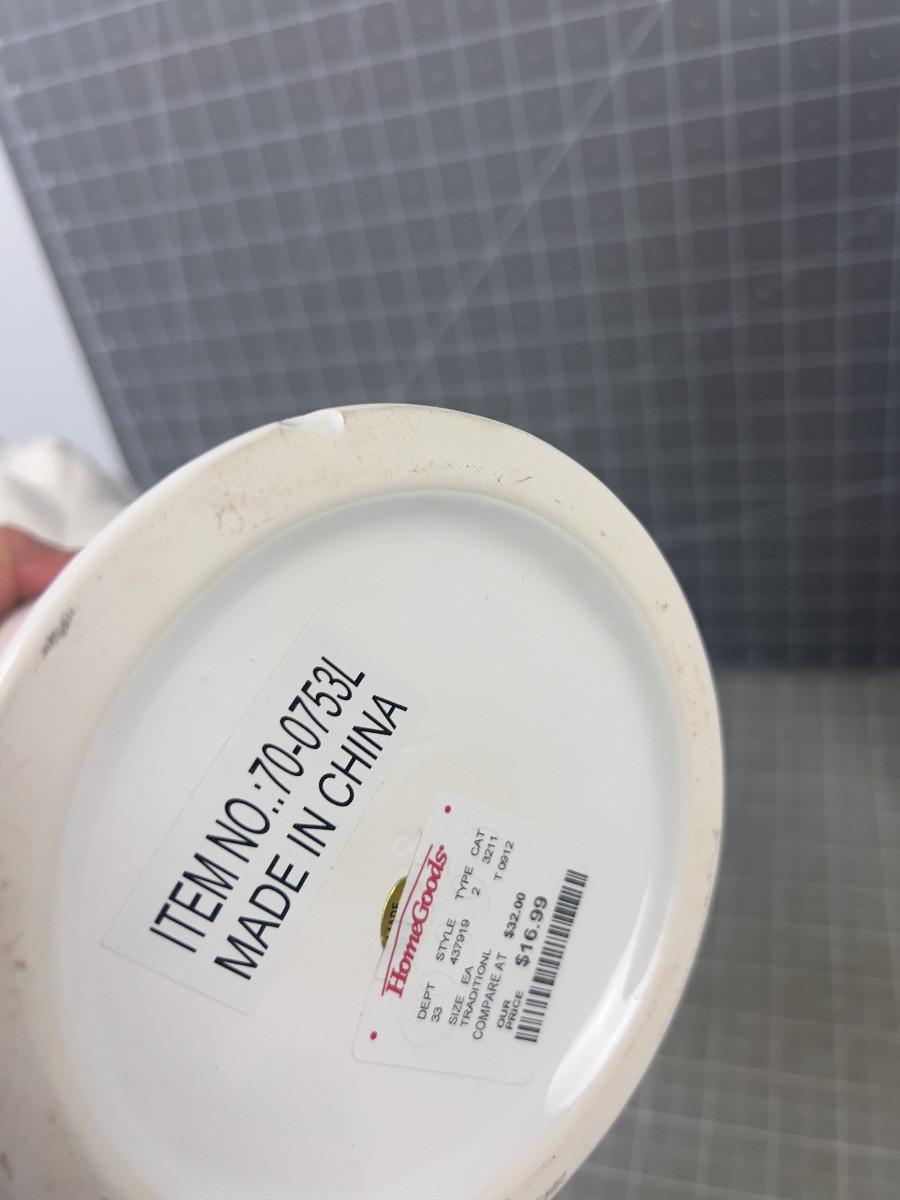 ITEM NO.:70-0753L
MADE IN CHINA
MADE
HomeGoods
DEPT STYLE TYPE CAT
33 437919 2 3211
SIZE EA T 0912
TRADITIONL
COMPARE AT $32.00
OUR PRICE $16.99